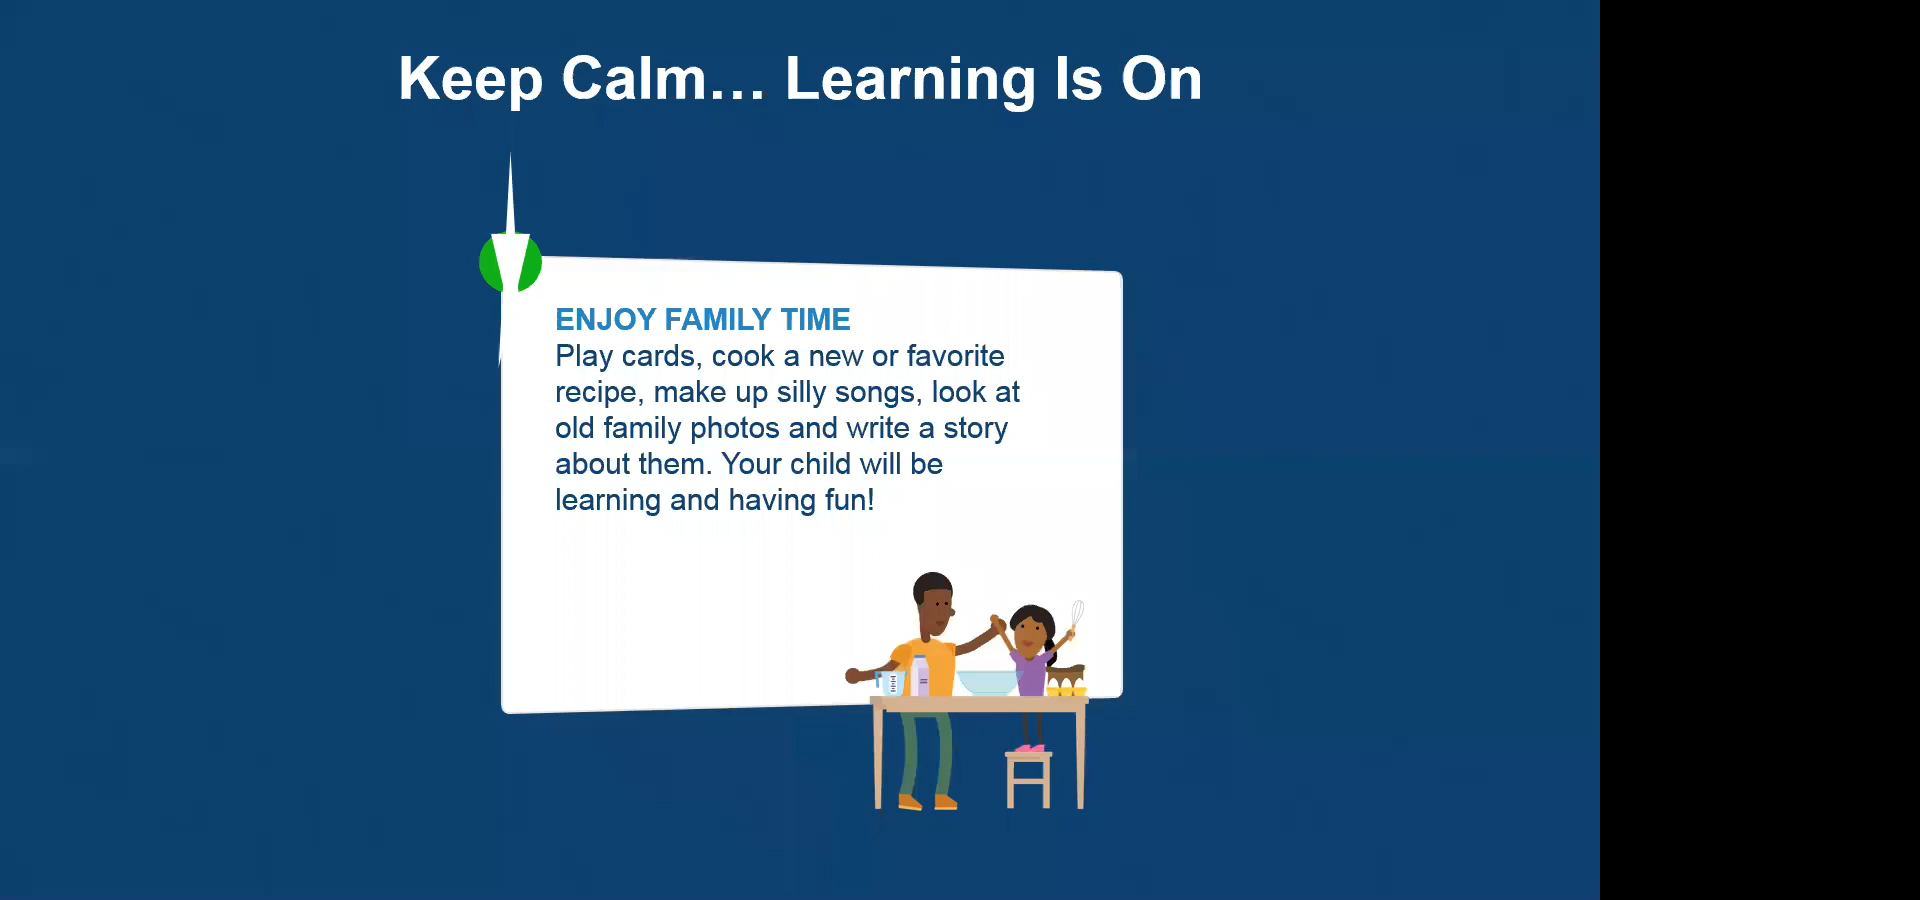 Keep Calm… Learning Is On
ENJOY FAMILY TIME
Play cards, cook a new or favorite
recipe, make up silly songs, look at
old family photos and write a story
about them. Your child will be
learning and having fun!